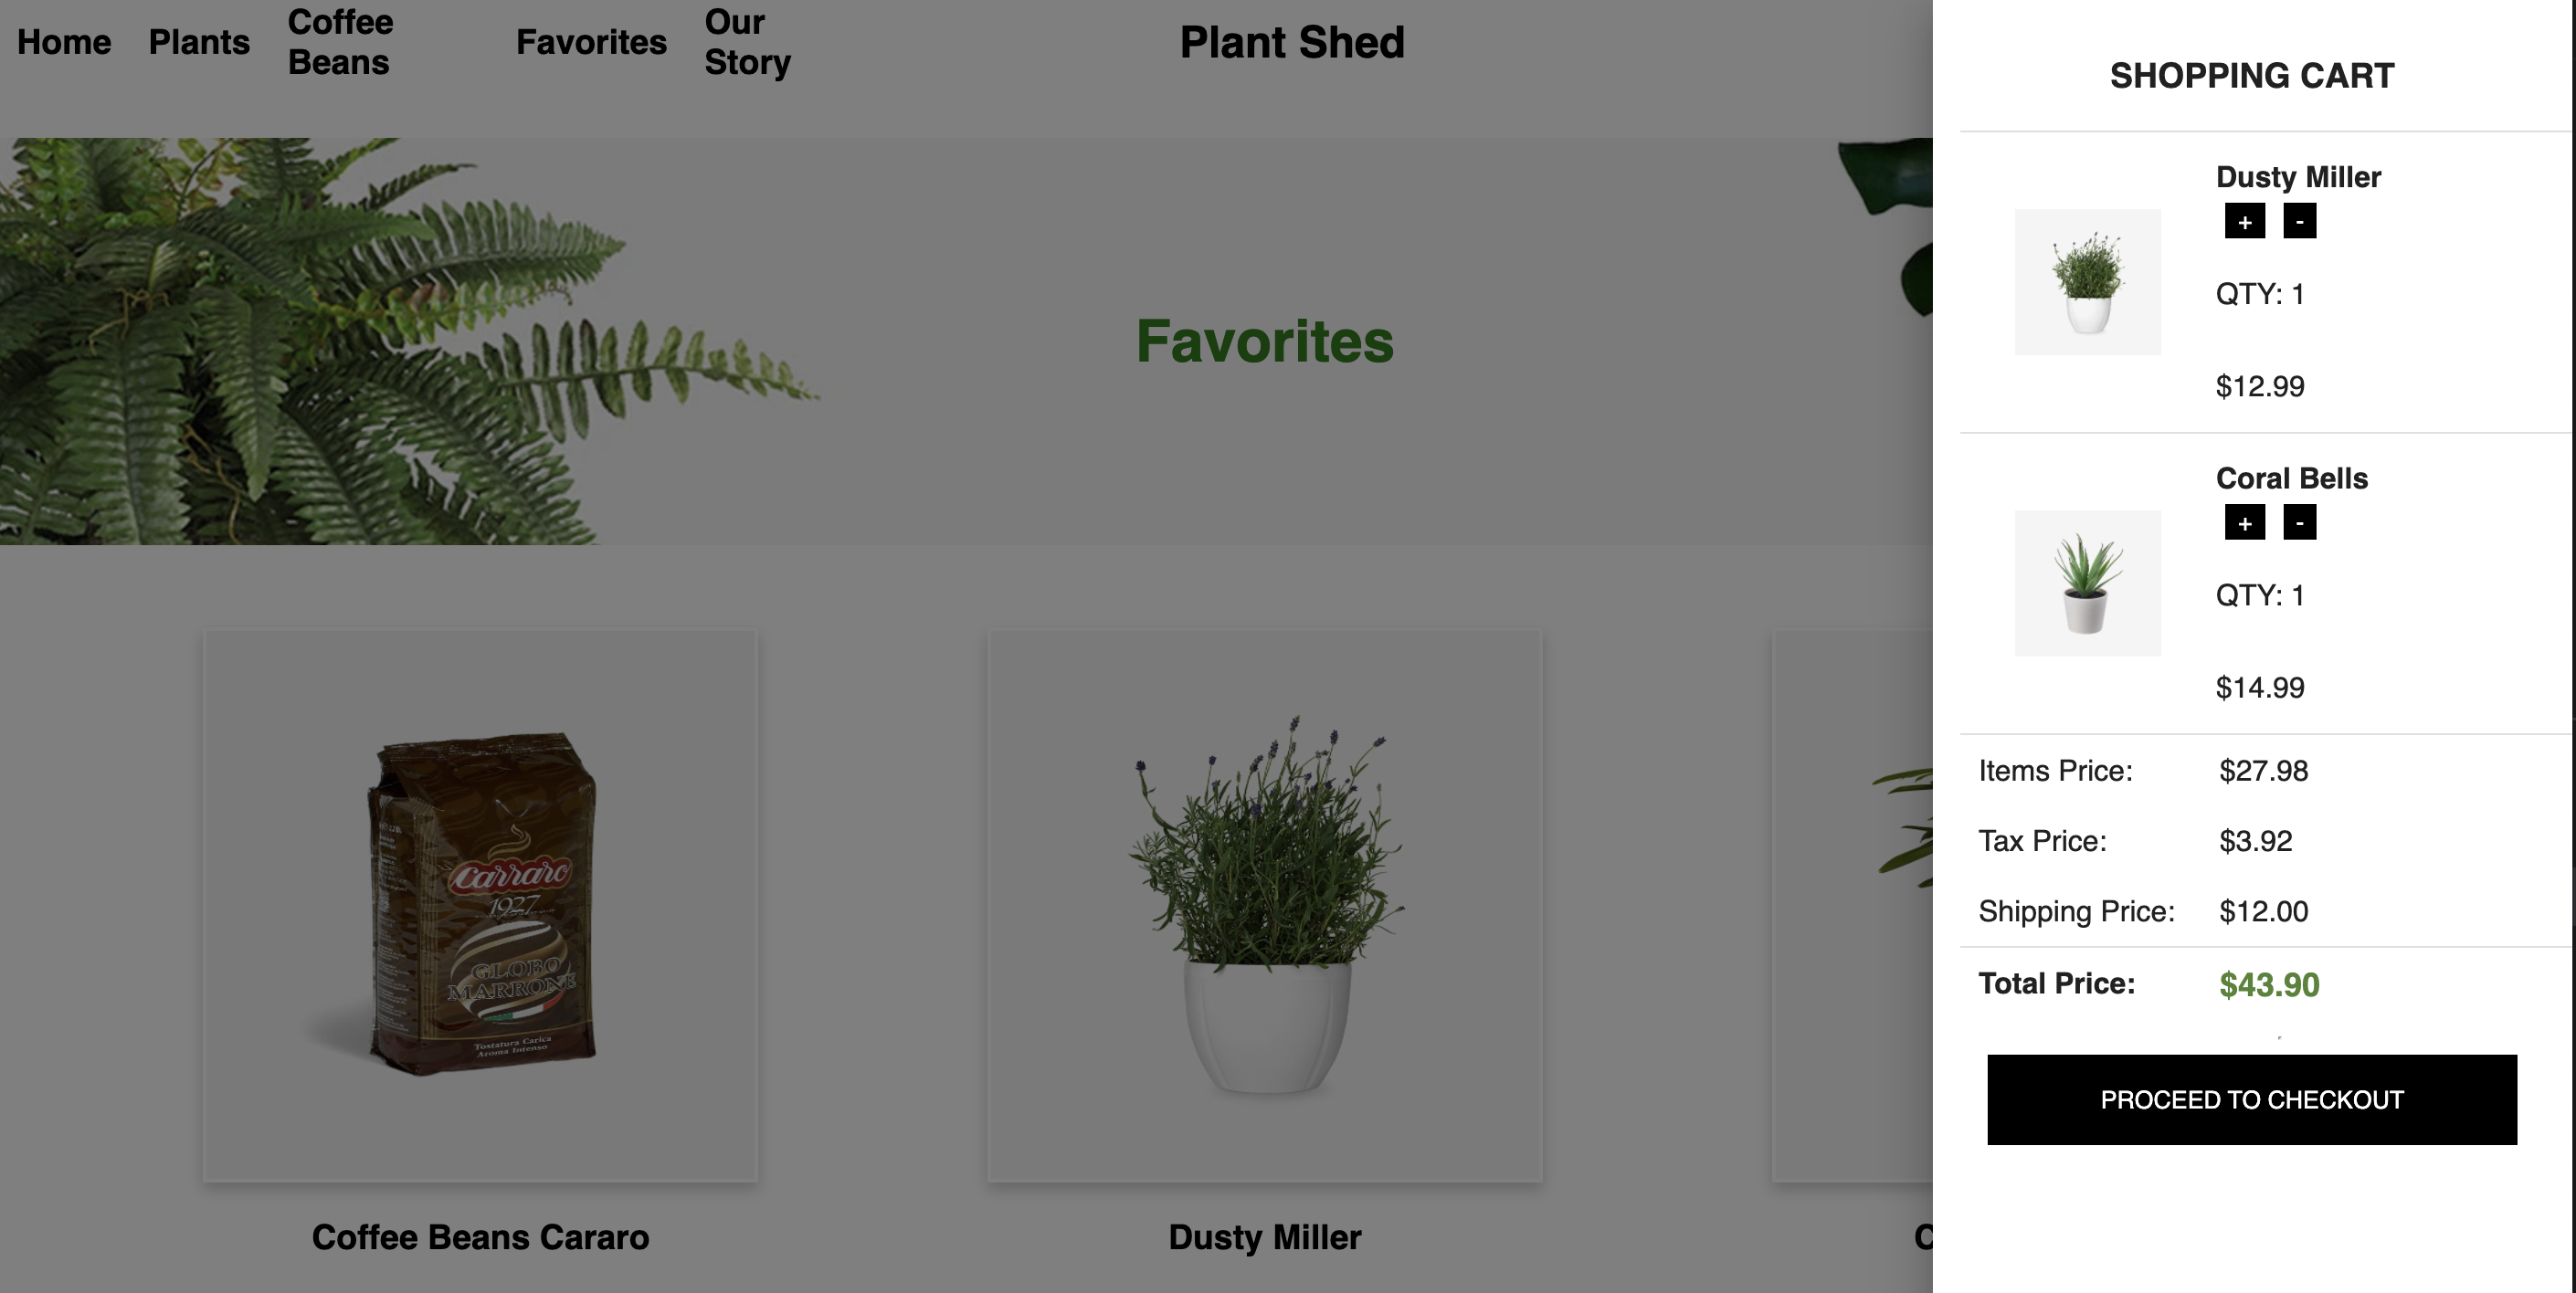 Home
Plants
Coffee
Beans
Favorites
Our
Story
Plant Shed
Favorites
carraro
1927
GLOBO
MARRONE
Tostatura Carica
Aroma Intenso
Coffee Beans Cararo
Dusty Miller
C
SHOPPING CART
Dusty Miller
+ -
QTY: 1
$12.99
Coral Bells
+ -
QTY: 1
$14.99
Items Price: $27.98
Tax Price: $3.92
Shipping Price: $12.00
Total Price: $43.90
PROCEED TO CHECKOUT